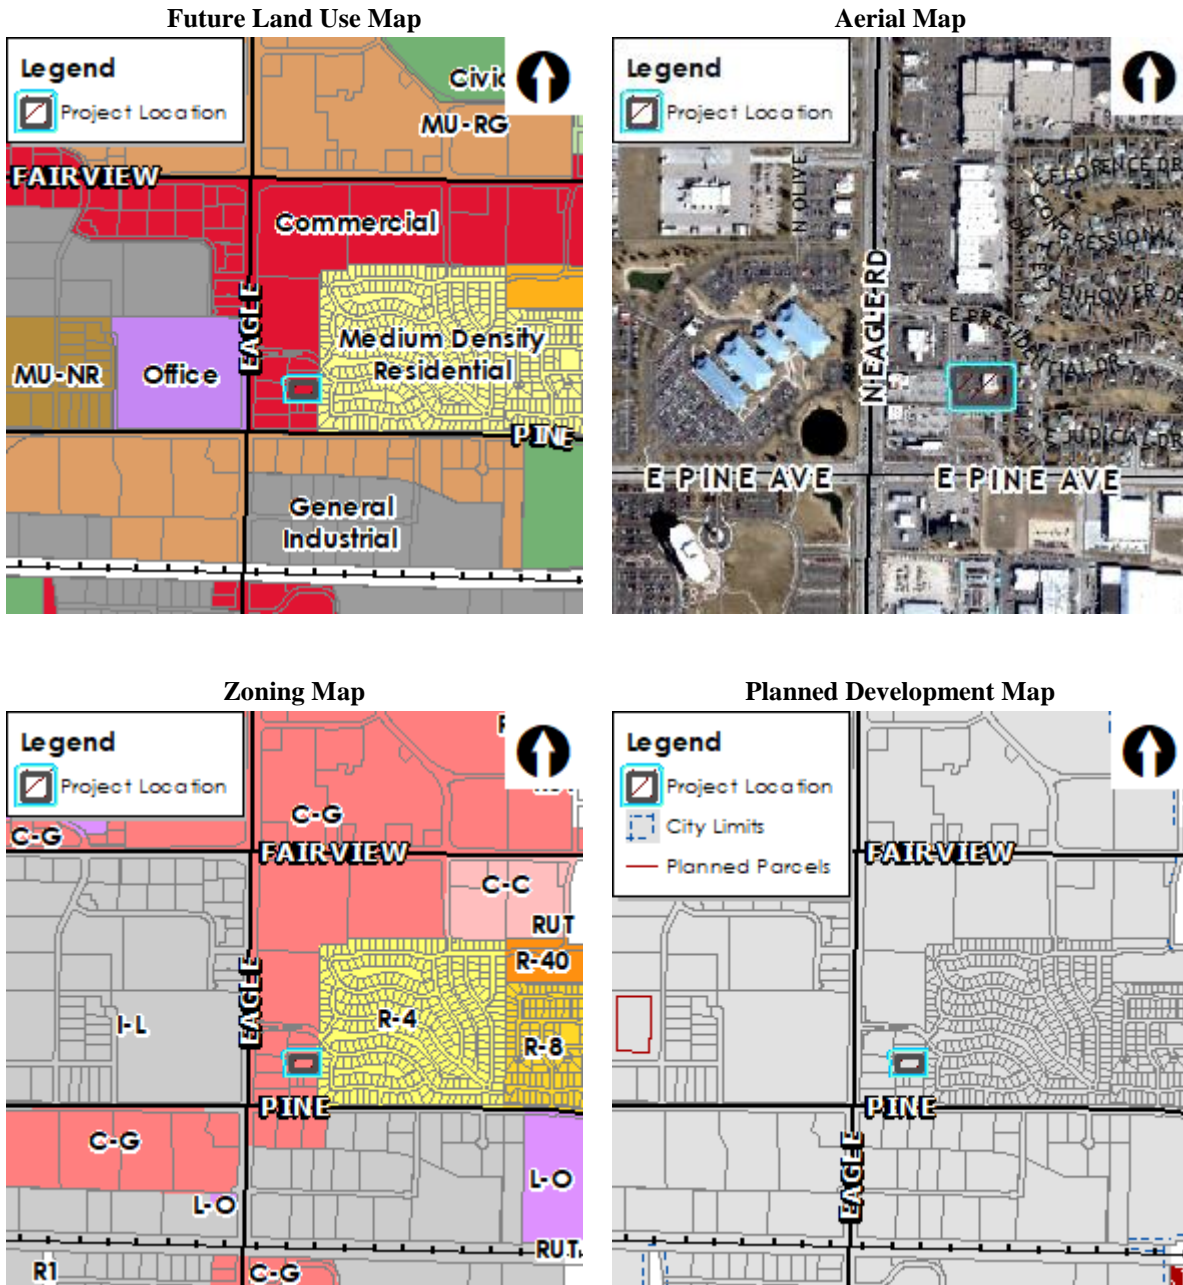 Future Land Use Map
Legend
Project Location
Civic
MU-RG
FAIRVIEW
Commercial
EAGLE
MU-NR
Office
Medium Density
Residential
PINE
General
Industrial
Aerial Map
Legend
Project Location
N OLIVE
E FLORENCE DR
CONGRESSIONAL
DR
N EAGLE RD
E PRESIDENTIAL DR
E JUDICAL DR
E PINE AVE
E PINE AVE
Zoning Map
Legend
Project Location
C-G
C-G
FAIRVIEW
C-C
RUT
R-40
EAGLE
I-L
R-4
R-8
PINE
C-G
L-O
L-O
RUT
R1
C-G
Planned Development Map
Legend
Project Location
City Limits
Planned Parcels
FAIRVIEW
PINE
EAGLE